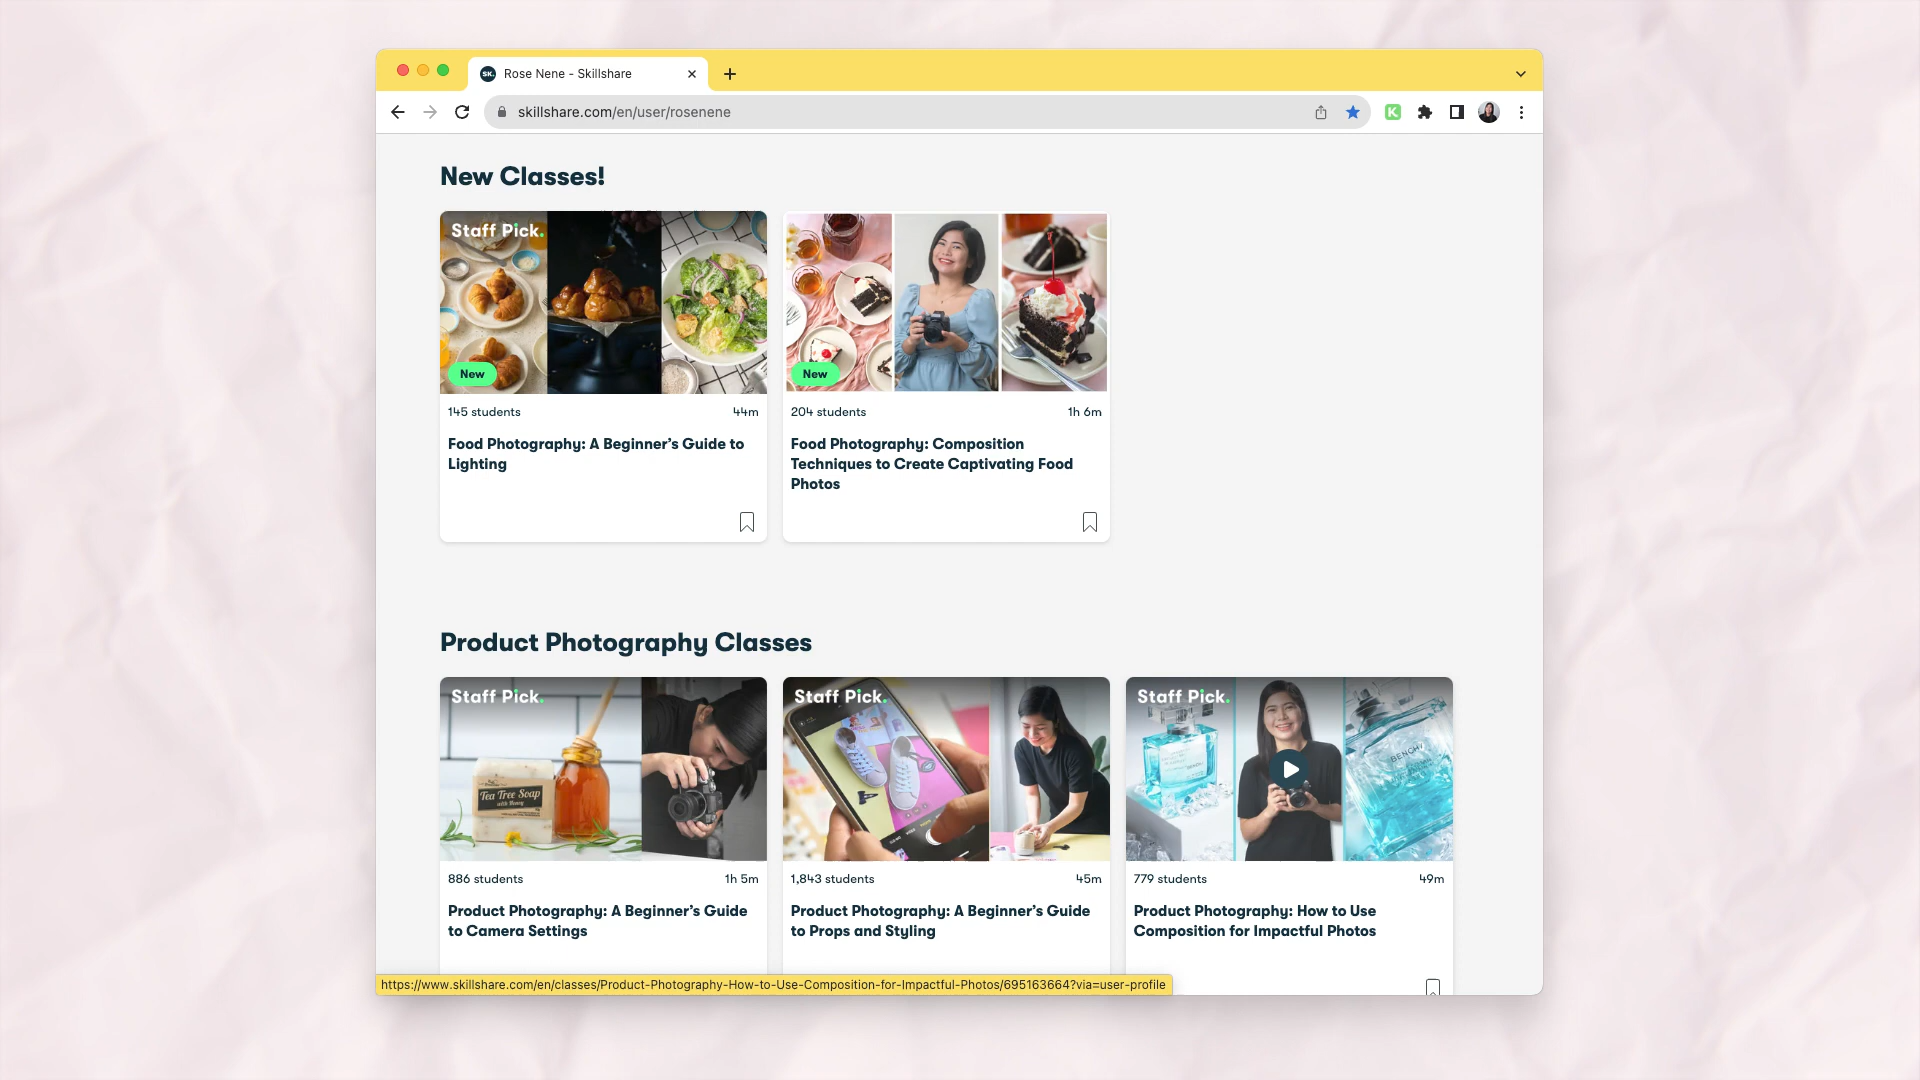 SK.
Rose Nene - Skillshare
skillshare.com/en/user/rosenene
K
New Classes!
Staff Pick.
New
New
145 students
44m
204 students
1h 6m
Food Photography: A Beginner's Guide to
Lighting
Food Photography: Composition
Techniques to Create Captivating Food
Photos
Product Photography Classes
Staff Pick.
Staff Pick.
Staff Pick.
Tea Tree Soap
with Honey
BENCH/
886 students
1h 5m
1,843 students
45m
779 students
49m
Product Photography: A Beginner's Guide
to Camera Settings
Product Photography: A Beginner's Guide
to Props and Styling
Product Photography: How to Use
Composition for Impactful Photos
https://www.skillshare.com/en/classes/Product-Photography-How-to-Use-Composition-for-Impactful-Photos/695163664?via=user-profile